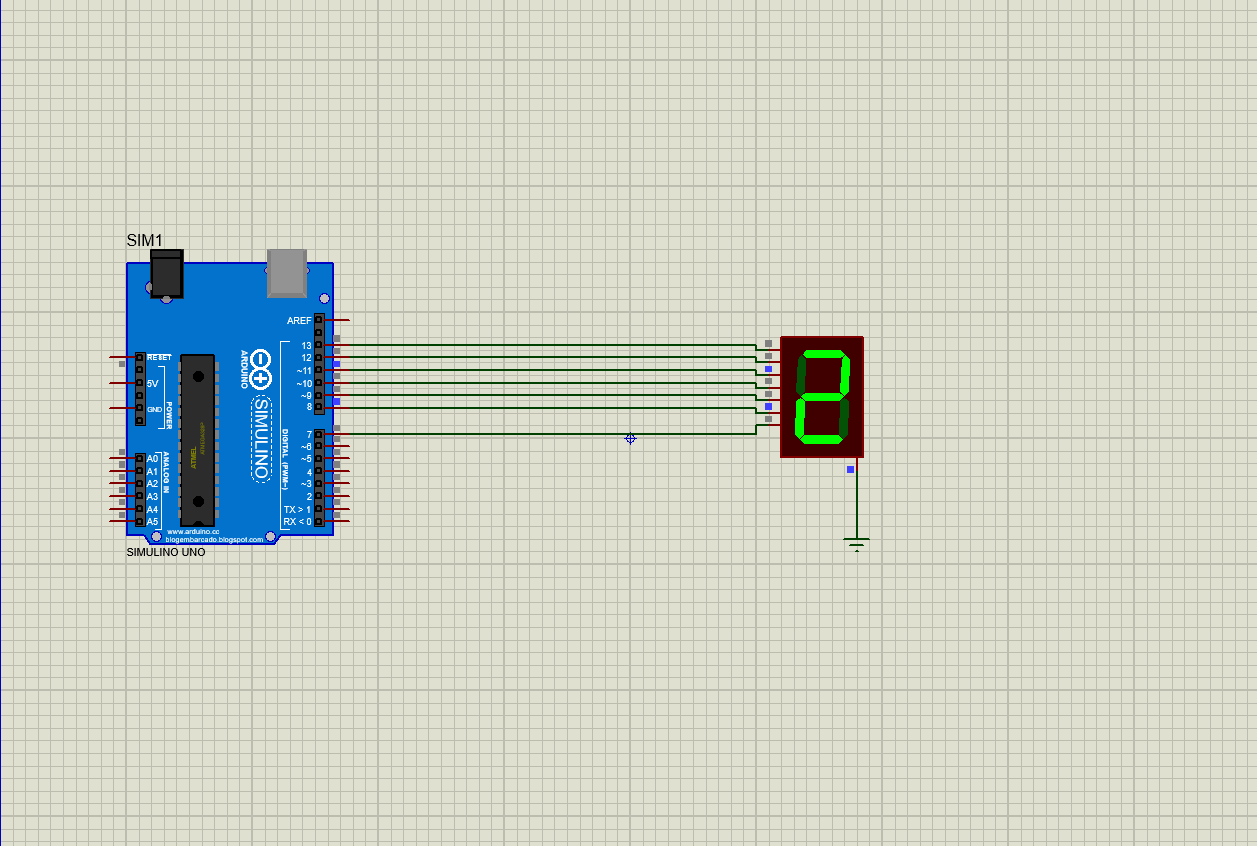 SIM1
AREF
13
12
~11
~10
~9
8
7
~6
~5
4
~3
2
TX > 1
RX < 0
DIGITAL (PWM~)
ARDUINO
SIMULINO
RESET
5V
GND
POWER
A0
A1
A2
A3
A4
A5
ANALOG IN
ATMEL
www.arduino.cc
blogembarcado.blogspot.com
SIMULINO UNO
2